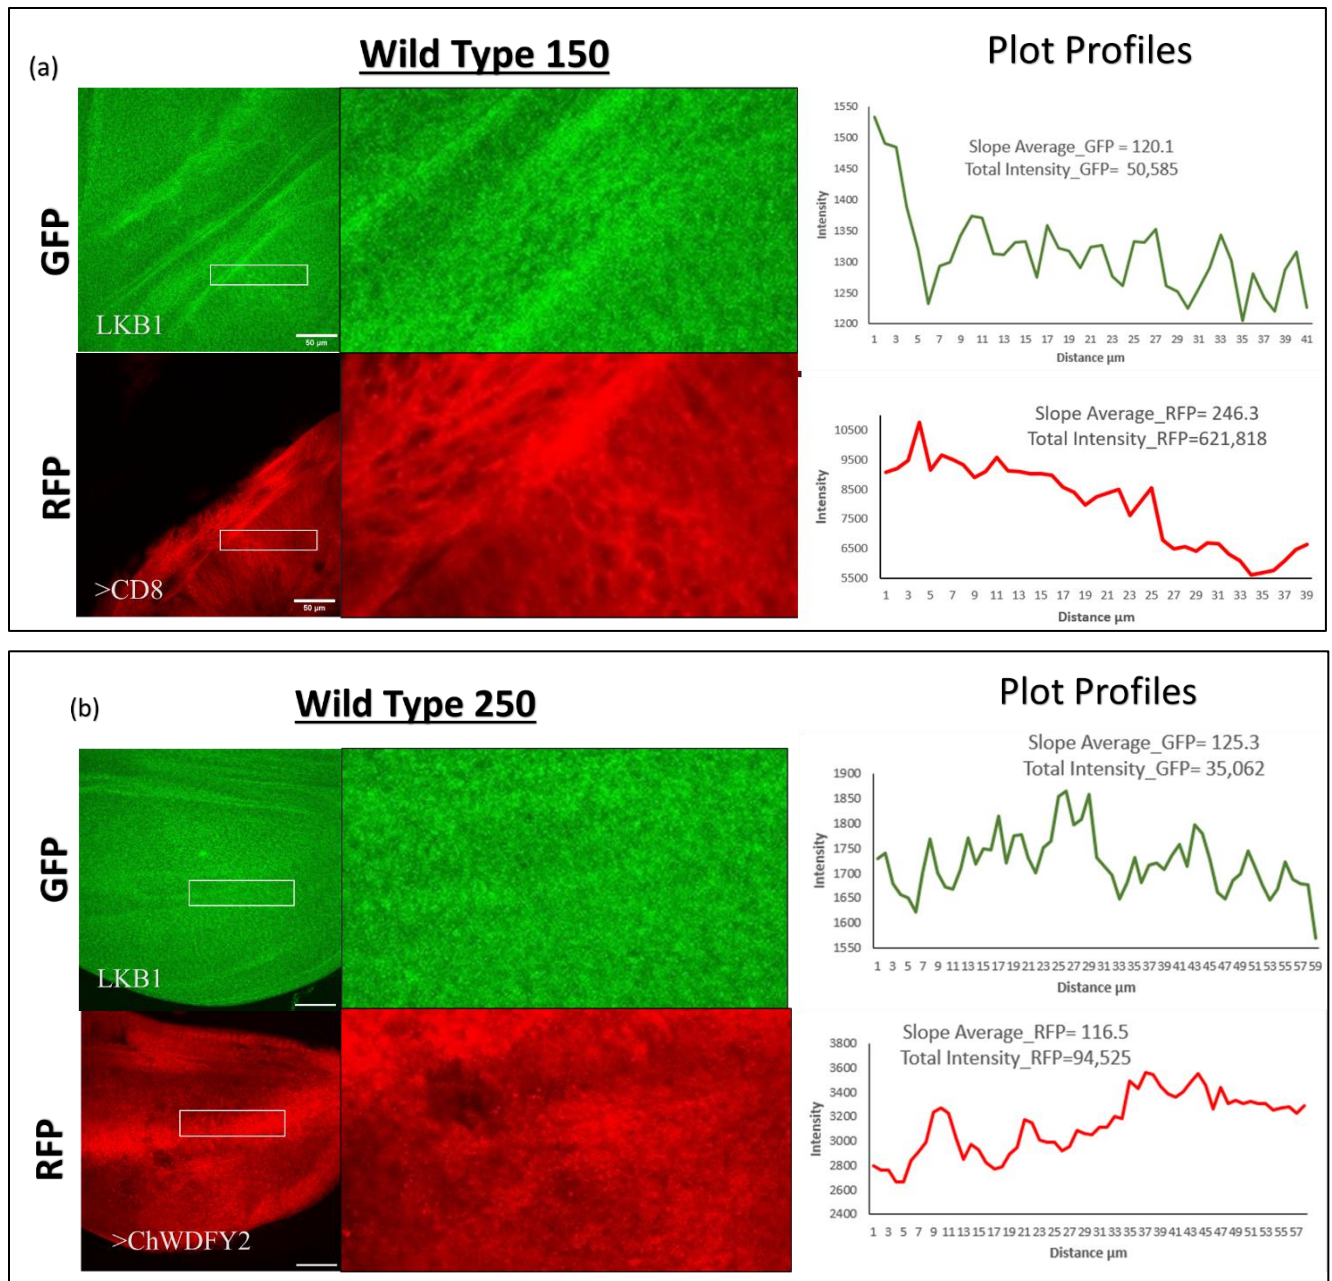 (a)
Wild Type 150
Plot Profiles
GFP
LKB1
50 µm
RFP
>CD8
50 µm
Slope Average_GFP = 120.1
Total Intensity_GFP= 50,585
Intensity
1550
1500
1450
1400
1350
1300
1250
1200
1 3 5 7 9 11 13 15 17 19 21 23 25 27 29 31 33 35 37 39 41
Distance µm
Slope Average_RFP= 246.3
Total Intensity_RFP=621,818
Intensity
10500
9500
8500
7500
6500
5500
1 3 5 7 9 11 13 15 17 19 21 23 25 27 29 31 33 35 37 39
Distance µm
(b)
Wild Type 250
Plot Profiles
GFP
LKB1
RFP
>ChWDFY2
Slope Average_GFP= 125.3
Total Intensity_GFP= 35,062
Intensity
1900
1850
1800
1750
1700
1650
1600
1550
1 3 5 7 9 11 13 15 17 19 21 23 25 27 29 31 33 35 37 39 41 43 45 47 49 51 53 55 57 59
Distance µm
Slope Average_RFP= 116.5
Total Intensity_RFP=94,525
Intensity
3800
3600
3400
3200
3000
2800
2600
2400
1 3 5 7 9 11 13 15 17 19 21 23 25 27 29 31 33 35 37 39 41 43 45 47 49 51 53 55 57
Distance µm